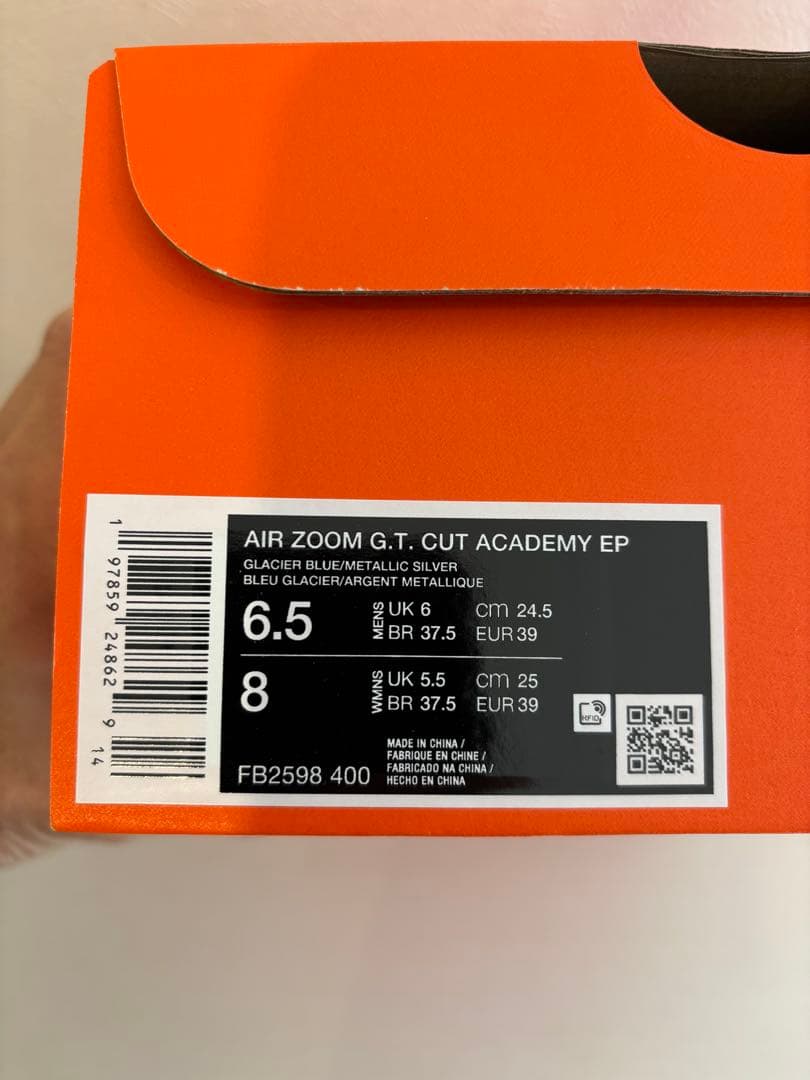 AIR ZOOM G.T. CUT ACADEMY EP
GLACIER BLUE/METALLIC SILVER
BLEU GLACIER/ARGENT METALLIQUE
6.5 MENS UK 6 cm 24.5
BR 37.5 EUR 39
8 WMNS UK 5.5 cm 25
BR 37.5 EUR 39
RFID
MADE IN CHINA /
FABRIQUE EN CHINE /
FABRICADO NA CHINA /
HECHO EN CHINA
FB2598 400
1 97859 24862 9 14